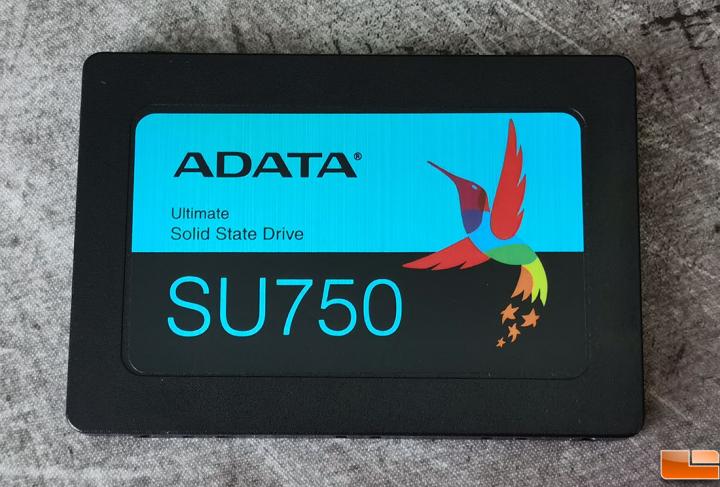 ADATA®
Ultimate
Solid State Drive
SU750